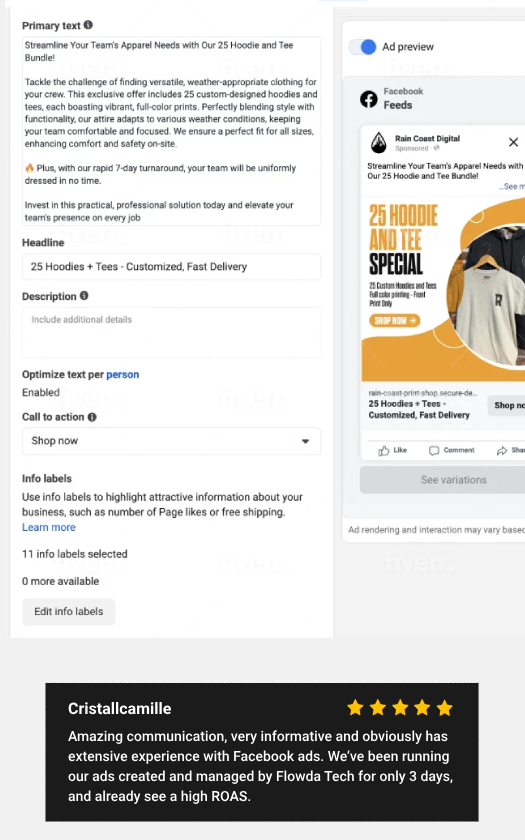 Primary text
Streamline Your Team's Apparel Needs with Our 25 Hoodie and Tee
Bundle!
Tackle the challenge of finding versatile, weather-appropriate clothing for
your crew. This exclusive offer includes 25 custom-designed hoodies and
tees, each boasting vibrant, full-color prints. Perfectly blending style with
functionality, our attire adapts to various weather conditions, keeping
your team comfortable and focused. We ensure a perfect fit for all sizes,
enhancing comfort and safety on-site.
🔥 Plus, with our rapid 7-day turnaround, your team will be uniformly
dressed in no time.
Invest in this practical, professional solution today and elevate your
team's presence on every job
Headline
25 Hoodies + Tees - Customized, Fast Delivery
Description
Include additional details
Optimize text per person
Enabled
Call to action
Shop now
Info labels
Use info labels to highlight attractive information about your
business, such as number of Page likes or free shipping.
Learn more
11 info labels selected
0 more available
Edit info labels
Ad preview
Facebook
Feeds
Rain Coast Digital
Sponsored ·
Streamline Your Team's Apparel Needs with
Our 25 Hoodie and Tee Bundle!
...See m
25 HOODIE
AND TEE
SPECIAL
25 Custom Hoodies and Tees
Full color printing - Front
Print Only
SHOP NOW
R
rain-coast-print-shop.secure-de...
25 Hoodies + Tees -
Customized, Fast Delivery
Shop no
Like
Comment
Shar
See variations
Ad rendering and interaction may vary based
fiverr.
Cristallcamille
Amazing communication, very informative and obviously has
extensive experience with Facebook ads. We've been running
our ads created and managed by Flowda Tech for only 3 days,
and already see a high ROAS.